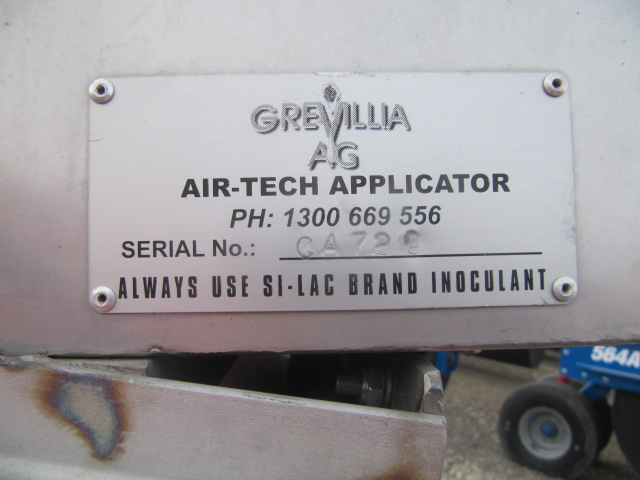 GREVILLIA
AG
AIR-TECH APPLICATOR
PH: 1300 669 556
SERIAL No.:
ALWAYS USE SI-LAC BRAND INOCULANT
564A